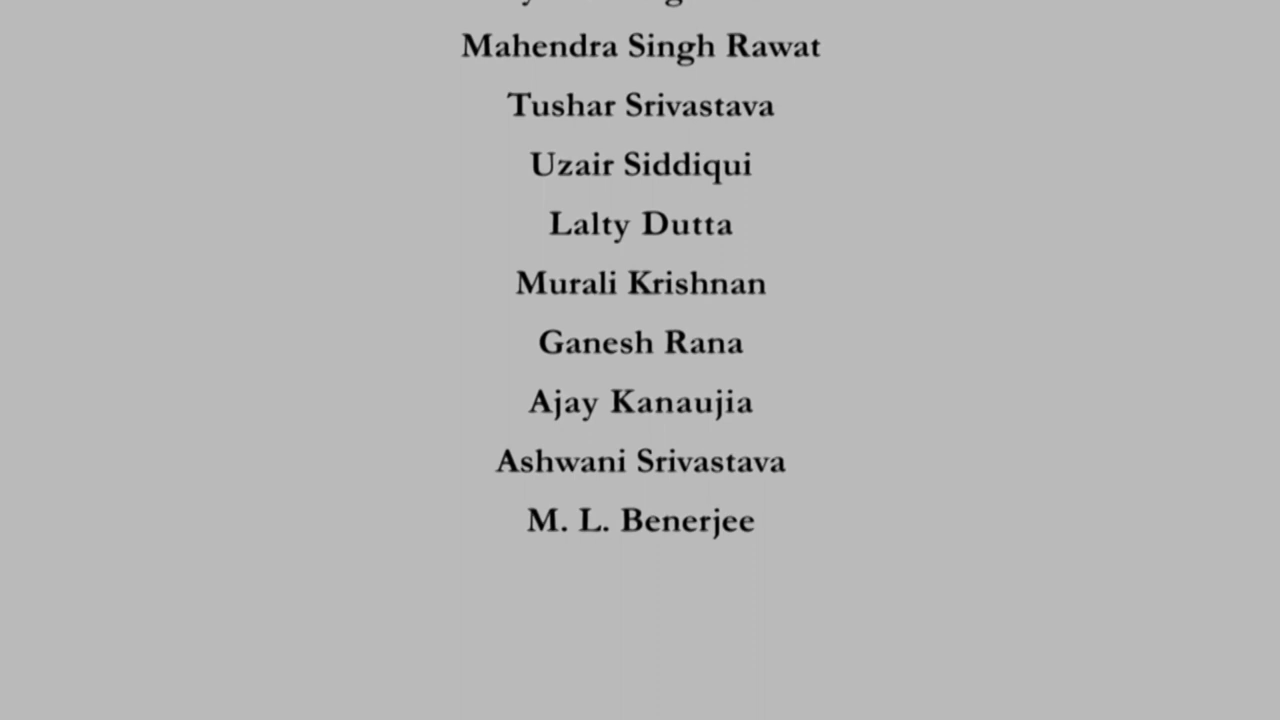 Mahendra Singh Rawat
Tushar Srivastava
Uzair Siddiqui
Lalty Dutta
Murali Krishnan
Ganesh Rana
Ajay Kanaujia
Ashwani Srivastava
M. L. Benerjee